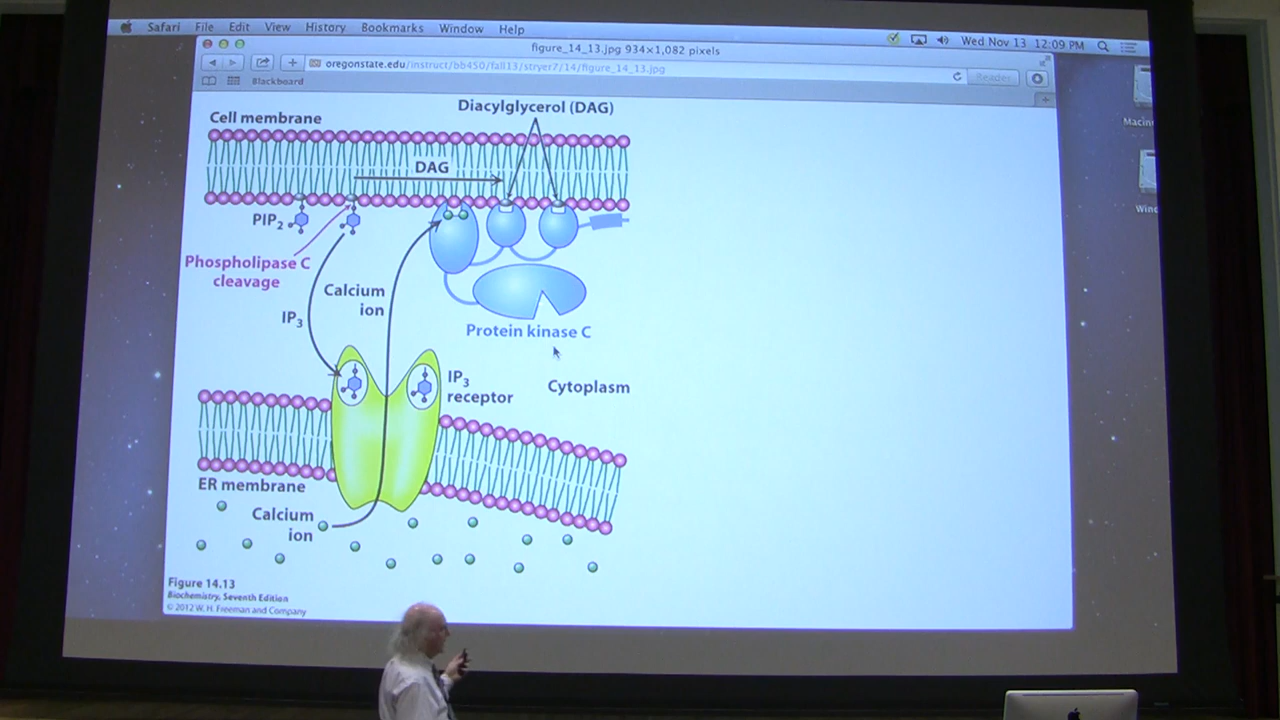 Safari File Edit View History Bookmarks Window Help
Wed Nov 13 12:09 PM
figure_14_13.jpg 934×1,082 pixels
oregonstate.edu/instruct/bb450/fall13/stryer7/14/figure_14_13.jpg
Reader
Blackboard
Diacylglycerol (DAG)
Cell membrane
DAG
PIP2
Phospholipase C
cleavage
Calcium
ion
IP3
Protein kinase C
IP3
receptor
Cytoplasm
ER membrane
Calcium
ion
Figure 14.13
Biochemistry, Seventh Edition
© 2012 W. H. Freeman and Company
Macin
Wind